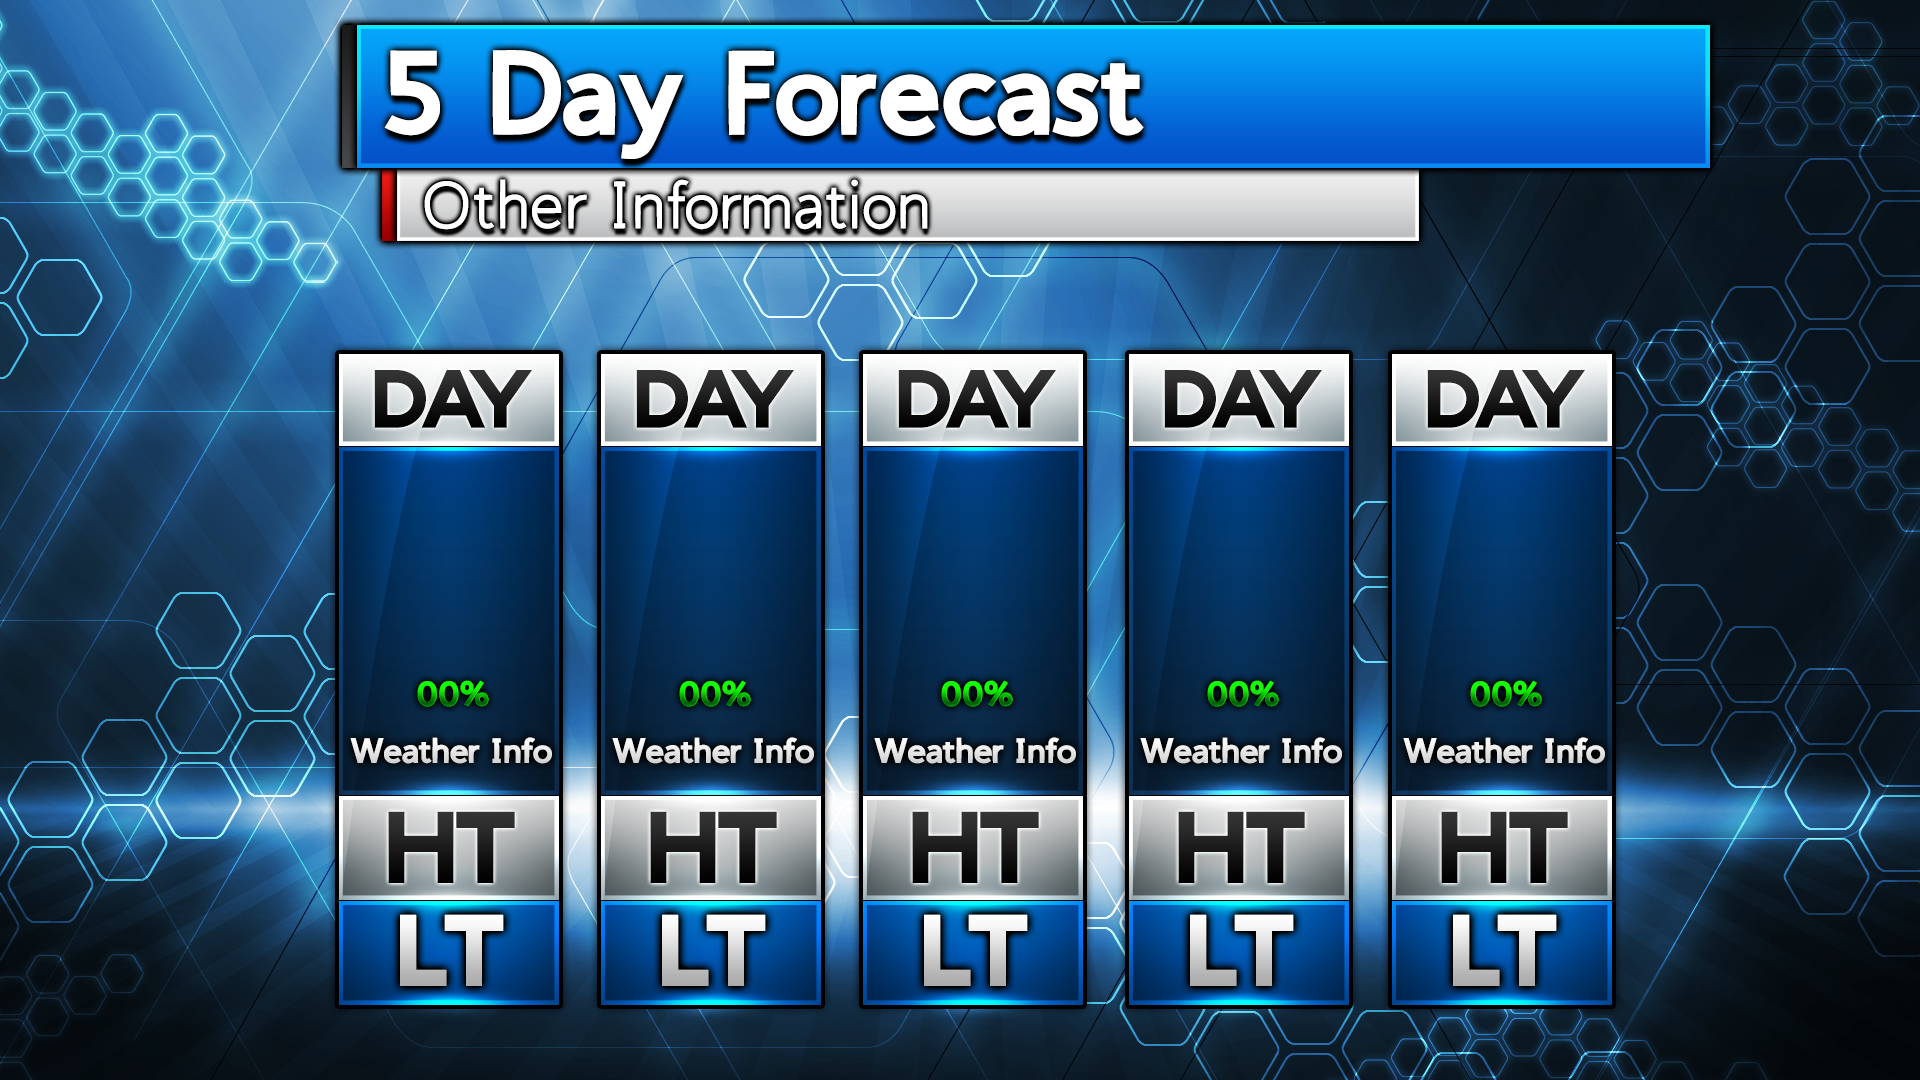 5 Day Forecast
Other Information
DAY DAY DAY DAY DAY
00% 00% 00% 00% 00%
Weather Info Weather Info Weather Info Weather Info Weather Info
HT HT HT HT HT
LT LT LT LT LT